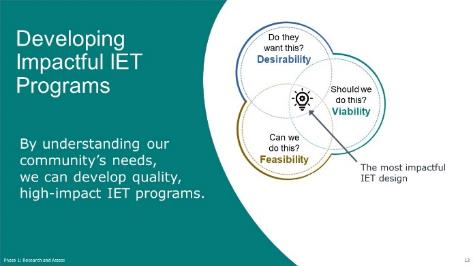 Developing
Impactful IET
Programs
By understanding our
community's needs,
we can develop quality,
high-impact IET programs.
Do they
want this?
Desirability
Should we
do this?
Viability
Can we
do this?
Feasibility
The most impactful
IET design
Phase 1: Research and Assess